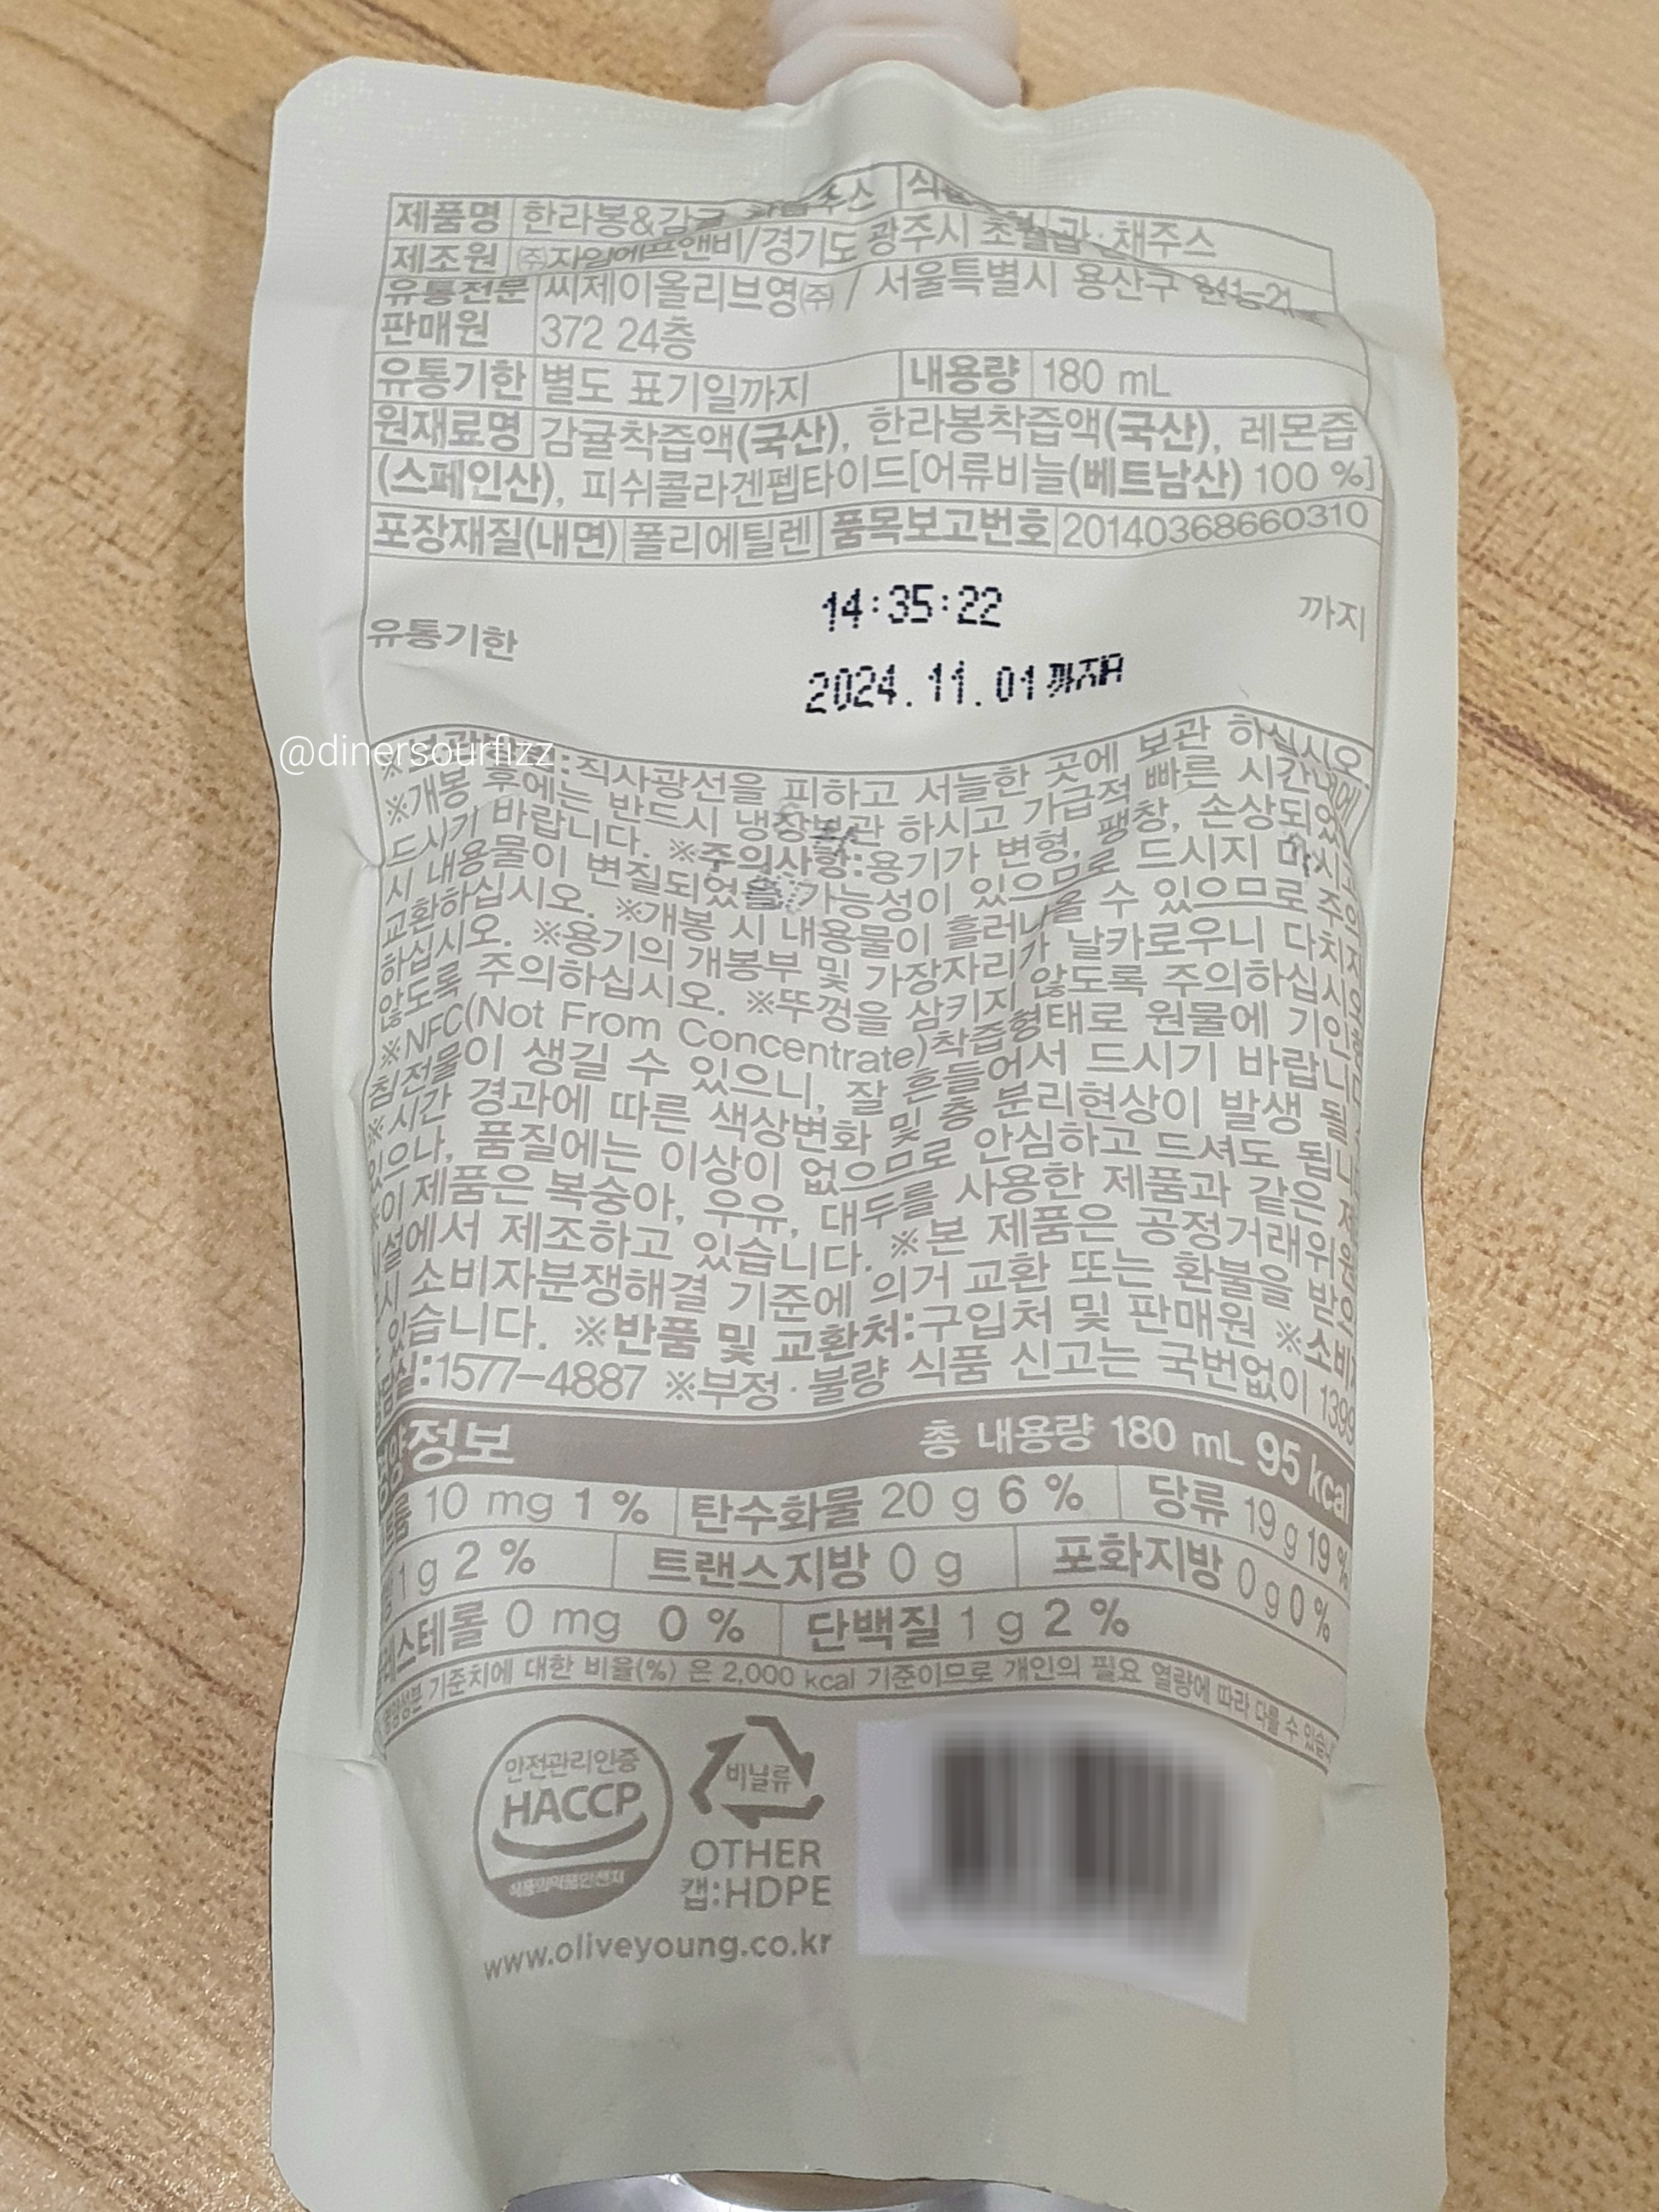 제품명 한라봉&감귤 착즙주스
제조원 ㈜자일에프앤비/경기도 광주시 초월 과·채주스
유통전문 씨제이올리브영㈜ / 서울특별시 용산구
판매원 372 24층
유통기한 별도 표기일까지 내용량 180 mL
원재료명 감귤착즙액(국산), 한라봉착즙액(국산), 레몬즙
(스페인산), 피쉬콜라겐펩타이드[어류비늘(베트남산) 100 %]
포장재질(내면) 폴리에틸렌 품목보고번호 20140368660310
14:35:22
유통기한 까지
2024.11.01까지
@dinersourfizz
직사광선을 피하고 서늘한 곳에 보관 하십시오.
※개봉 후에는 반드시 냉장보관 하시고 가급적 빠른 시간내에
드시기 바랍니다. ※주의사항:용기가 변형, 팽창, 손상되었
시 내용물이 변질되었을 가능성이 있으므로 드시지 마시고
교환하십시오. ※개봉 시 내용물이 흘러나올 수 있으므로 주의
하십시오. ※용기의 개봉부 및 가장자리가 날카로우니 다치지
않도록 주의하십시오. ※뚜껑을 삼키지 않도록 주의하십시오
※NFC(Not From Concentrate)착즙형태로 원물에 기인
침전물이 생길 수 있으니, 잘 흔들어서 드시기 바랍니
※시간 경과에 따른 색상변화 및 층 분리현상이 발생 될
있으나, 품질에는 이상이 없으므로 안심하고 드셔도 됩니
※이 제품은 복숭아, 우유, 대두를 사용한 제품과 같은 제
설에서 제조하고 있습니다. ※본 제품은 공정거래위원
시 소비자분쟁해결 기준에 의거 교환 또는 환불을 받으
있습니다. ※반품 및 교환처:구입처 및 판매원 ※소비
실:1577-4887 ※부정·불량 식품 신고는 국번없이 1399
영양정보 총 내용량 180 mL 95 kcal
륨 10 mg 1 % 탄수화물 20 g 6 % 당류 19 g 19 %
1 g 2 % 트랜스지방 0 g 포화지방 0 g 0 %
스테롤 0 mg 0 % 단백질 1 g 2 %
영양성분 기준치에 대한 비율(%) 은 2,000 kcal 기준이므로 개인의 필요 열량에 따라 다를 수 있습니
안전관리인증
HACCP
식품의약품안전처
비닐류
OTHER
캡:HDPE
www.oliveyoung.co.kr